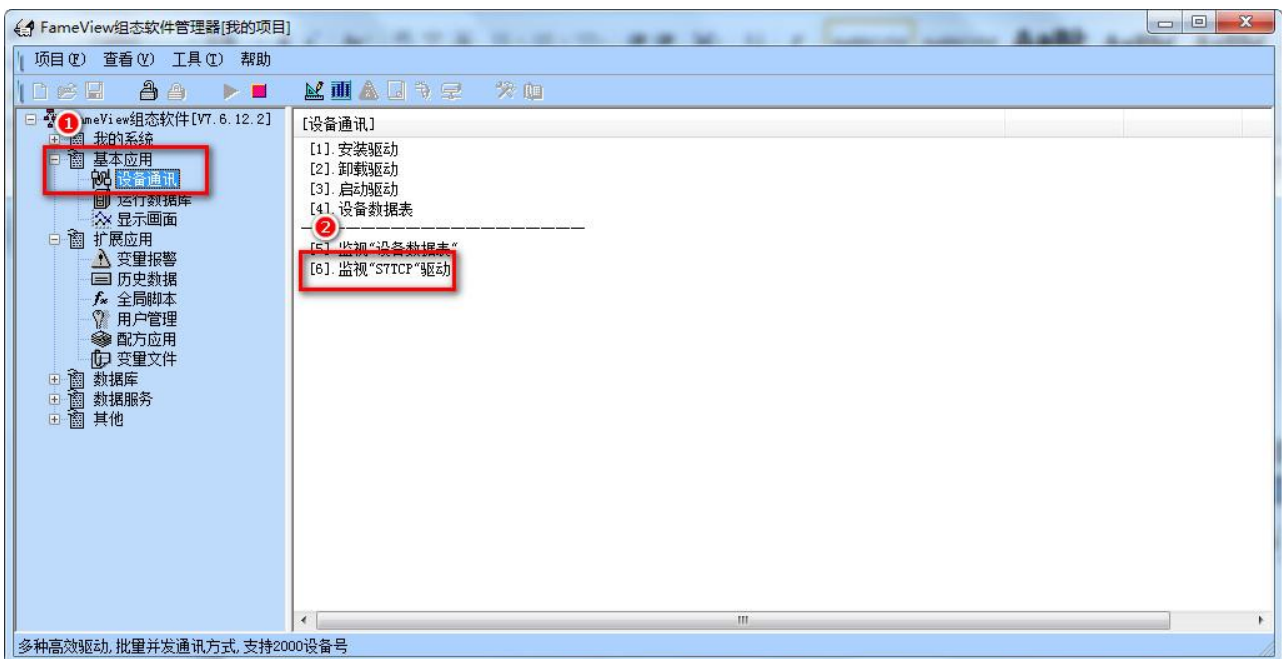 FameView组态软件管理器[我的项目]
项目(P) 查看(V) 工具(T) 帮助
meView组态软件[V7.6.12.2]
1
我的系统
基本应用
设备通讯
运行数据库
显示画面
扩展应用
变量报警
历史数据
全局脚本
用户管理
配方应用
变量文件
数据库
数据服务
其他
[设备通讯]
[1].安装驱动
[2].卸载驱动
[3].启动驱动
[4].设备数据表
2
[5].监视"设备数据表"
[6].监视"S7TCP"驱动
多种高效驱动,批量并发通讯方式,支持2000设备号